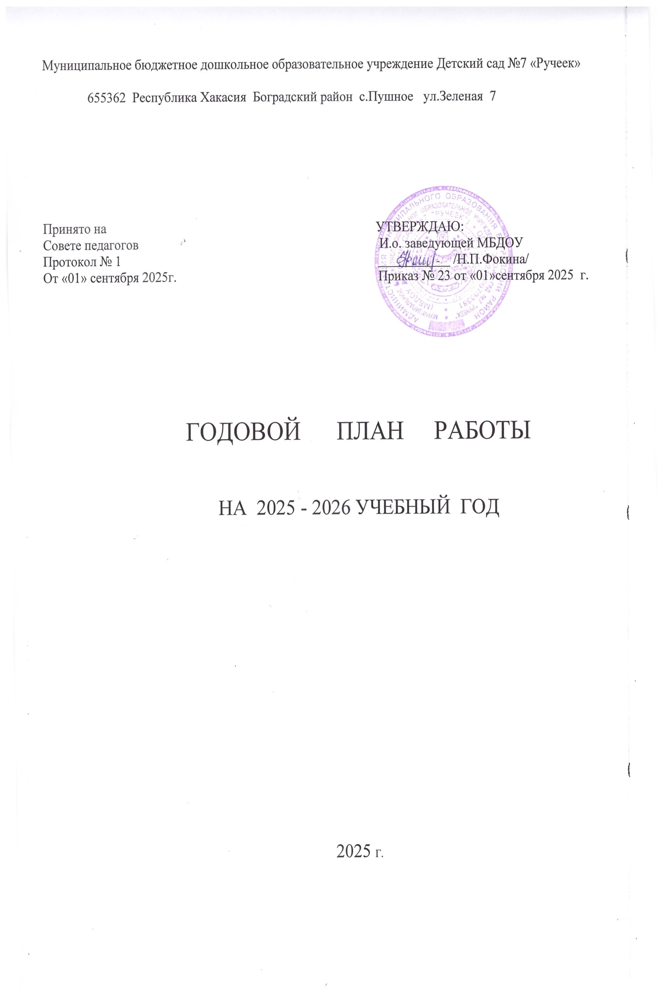 Муниципальное бюджетное дошкольное образовательное учреждение Детский сад №7 «Ручеек»
655362 Республика Хакасия Боградский район с.Пушное ул.Зеленая 7
Принято на
Совете педагогов
Протокол № 1
От «01» сентября 2025г.
УТВЕРЖДАЮ:
И.о. заведующей МБДОУ
/Н.П.Фокина/
Приказ № 23 от «01»сентября 2025 г.
ГОДОВОЙ ПЛАН РАБОТЫ
НА 2025 - 2026 УЧЕБНЫЙ ГОД
2025 г.